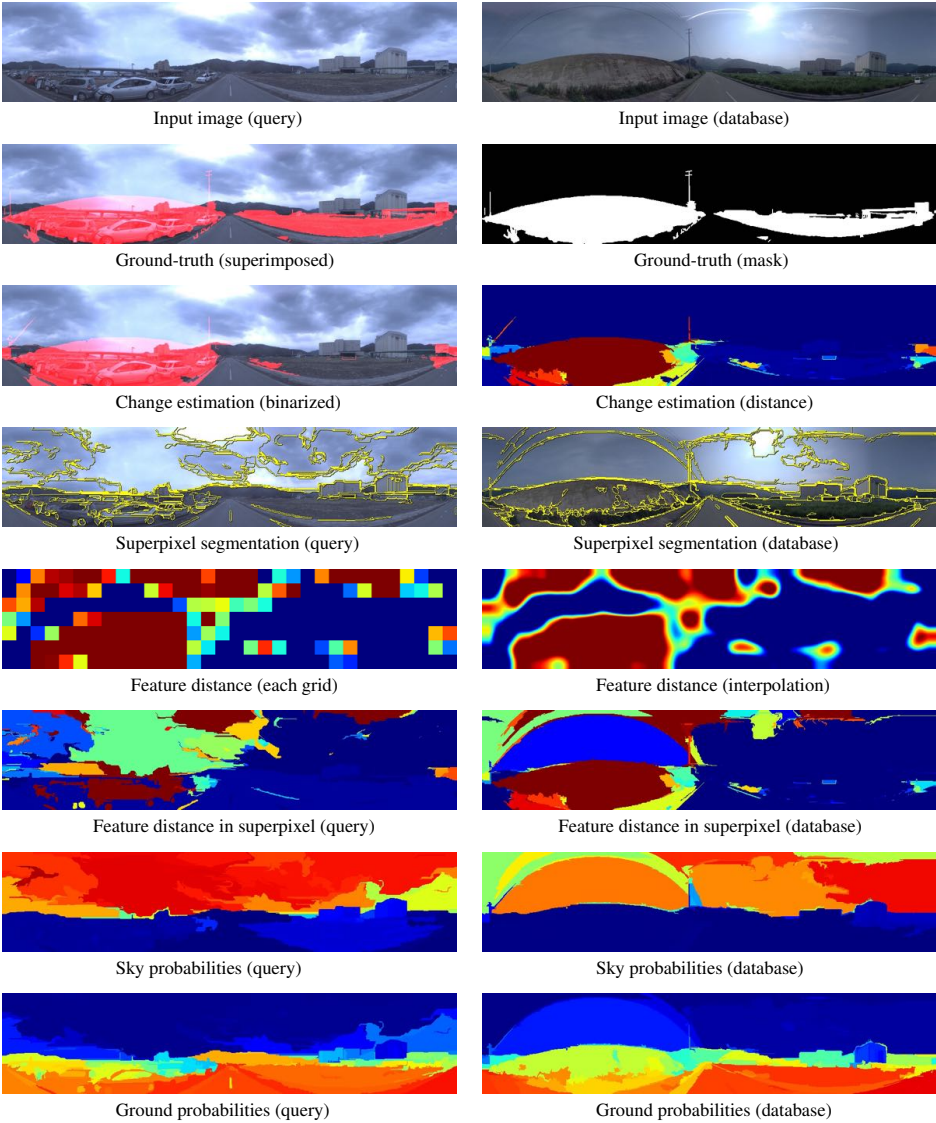 Input image (query)
Input image (database)
Ground-truth (superimposed)
Ground-truth (mask)
Change estimation (binarized)
Change estimation (distance)
Superpixel segmentation (query)
Superpixel segmentation (database)
Feature distance (each grid)
Feature distance (interpolation)
Feature distance in superpixel (query)
Feature distance in superpixel (database)
Sky probabilities (query)
Sky probabilities (database)
Ground probabilities (query)
Ground probabilities (database)